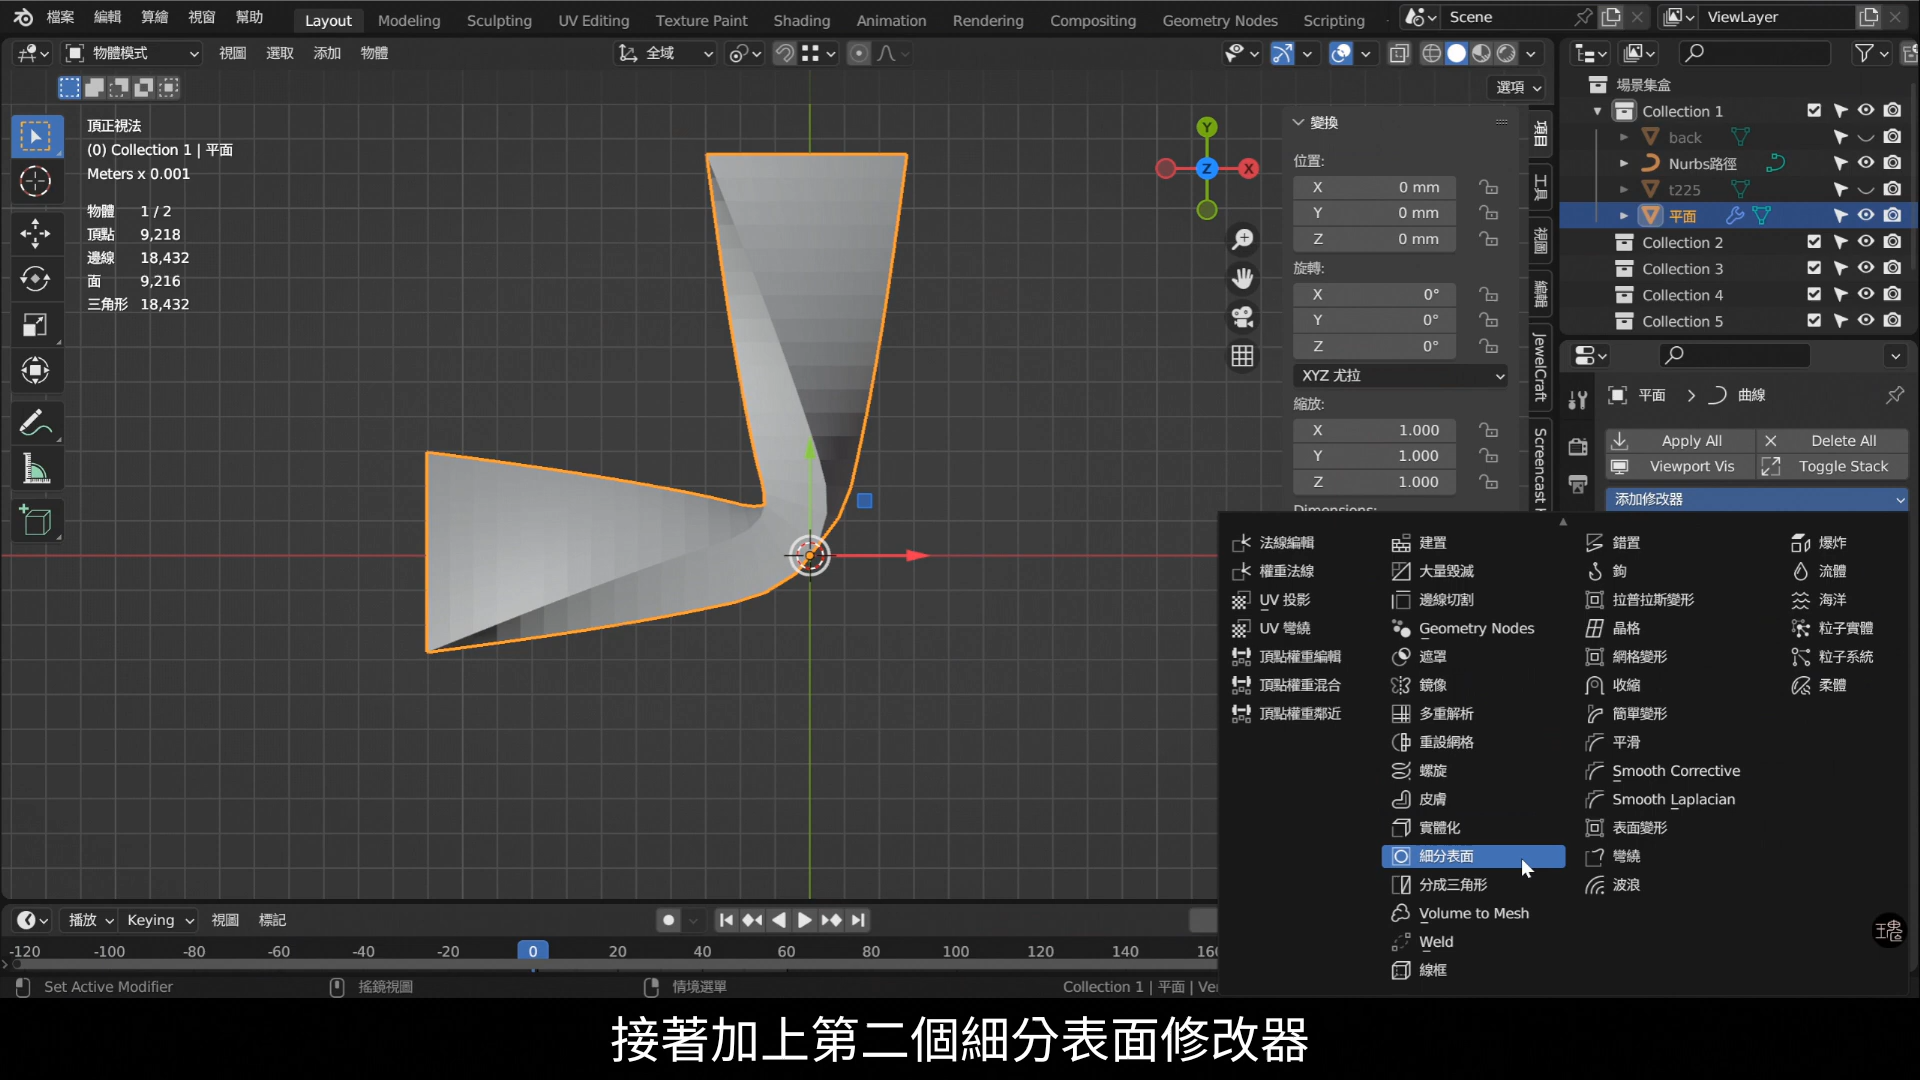 檔案 編輯 算繪 視窗 幫助 Layout Modeling Sculpting UV Editing Texture Paint Shading Animation Rendering Compositing Geometry Nodes Scripting Scene ViewLayer
物體模式 視圖 選取 添加 物體 全域
選項
場景集盒
Collection 1
back
Nurbs路徑
t225
平面
Collection 2
Collection 3
Collection 4
Collection 5
頂正視法
(0) Collection 1 | 平面
Meters x 0.001
物體 1 / 2
頂點 9,218
邊線 18,432
面 9,216
三角形 18,432
Y
Z X
變換
位置:
X 0 mm
Y 0 mm
Z 0 mm
旋轉:
X 0°
Y 0°
Z 0°
XYZ 尤拉
縮放:
X 1.000
Y 1.000
Z 1.000
Dimensions:
項目
工具
視圖
編輯
JewelCraft
Screencast
平面 > 曲線
Apply All Delete All
Viewport Vis Toggle Stack
添加修改器
法線編輯
權重法線
UV 投影
UV 彎繞
頂點權重編輯
頂點權重混合
頂點權重鄰近
建置
大量毀滅
邊線切割
Geometry Nodes
遮罩
鏡像
多重解析
重設網格
螺旋
皮膚
實體化
細分表面
分成三角形
Volume to Mesh
Weld
線框
錯置
鉤
拉普拉斯變形
晶格
網格變形
收縮
簡單變形
平滑
Smooth Corrective
Smooth Laplacian
表面變形
彎繞
波浪
爆炸
流體
海洋
粒子實體
粒子系統
柔體
播放 Keying 視圖 標記
-120 -100 -80 -60 -40 -20 0 20 40 60 80 100 120 140 16
Set Active Modifier 搖鏡視圖 情境選單 Collection 1 | 平面 | Ve
接著加上第二個細分表面修改器